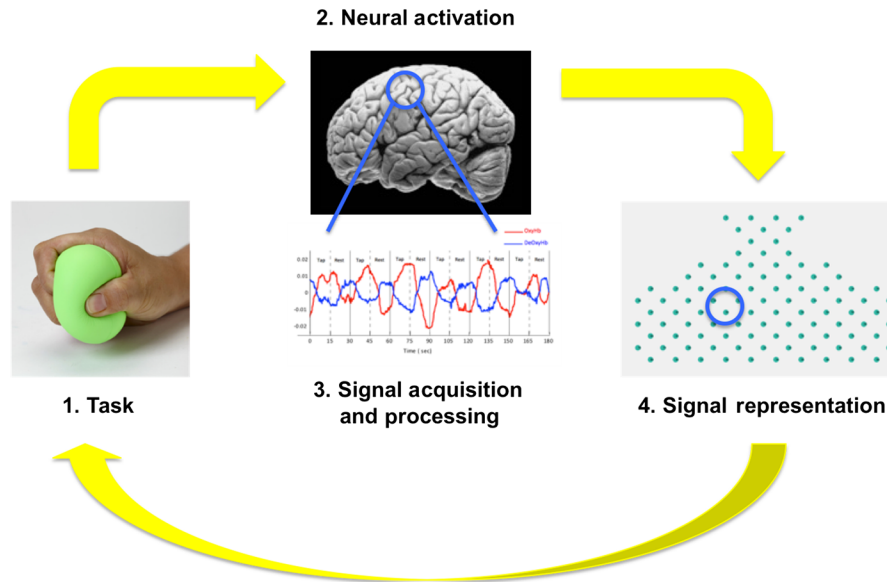 2. Neural activation
OxyHb
DeOxyHb
Tap Rest Tap Rest Tap Rest Tap Rest Tap Rest Tap Rest
0.02
0.01
0
-0.01
-0.02
0 15 30 45 60 75 90 105 120 135 150 165 180
Time ( sec)
1. Task
3. Signal acquisition
and processing
4. Signal representation